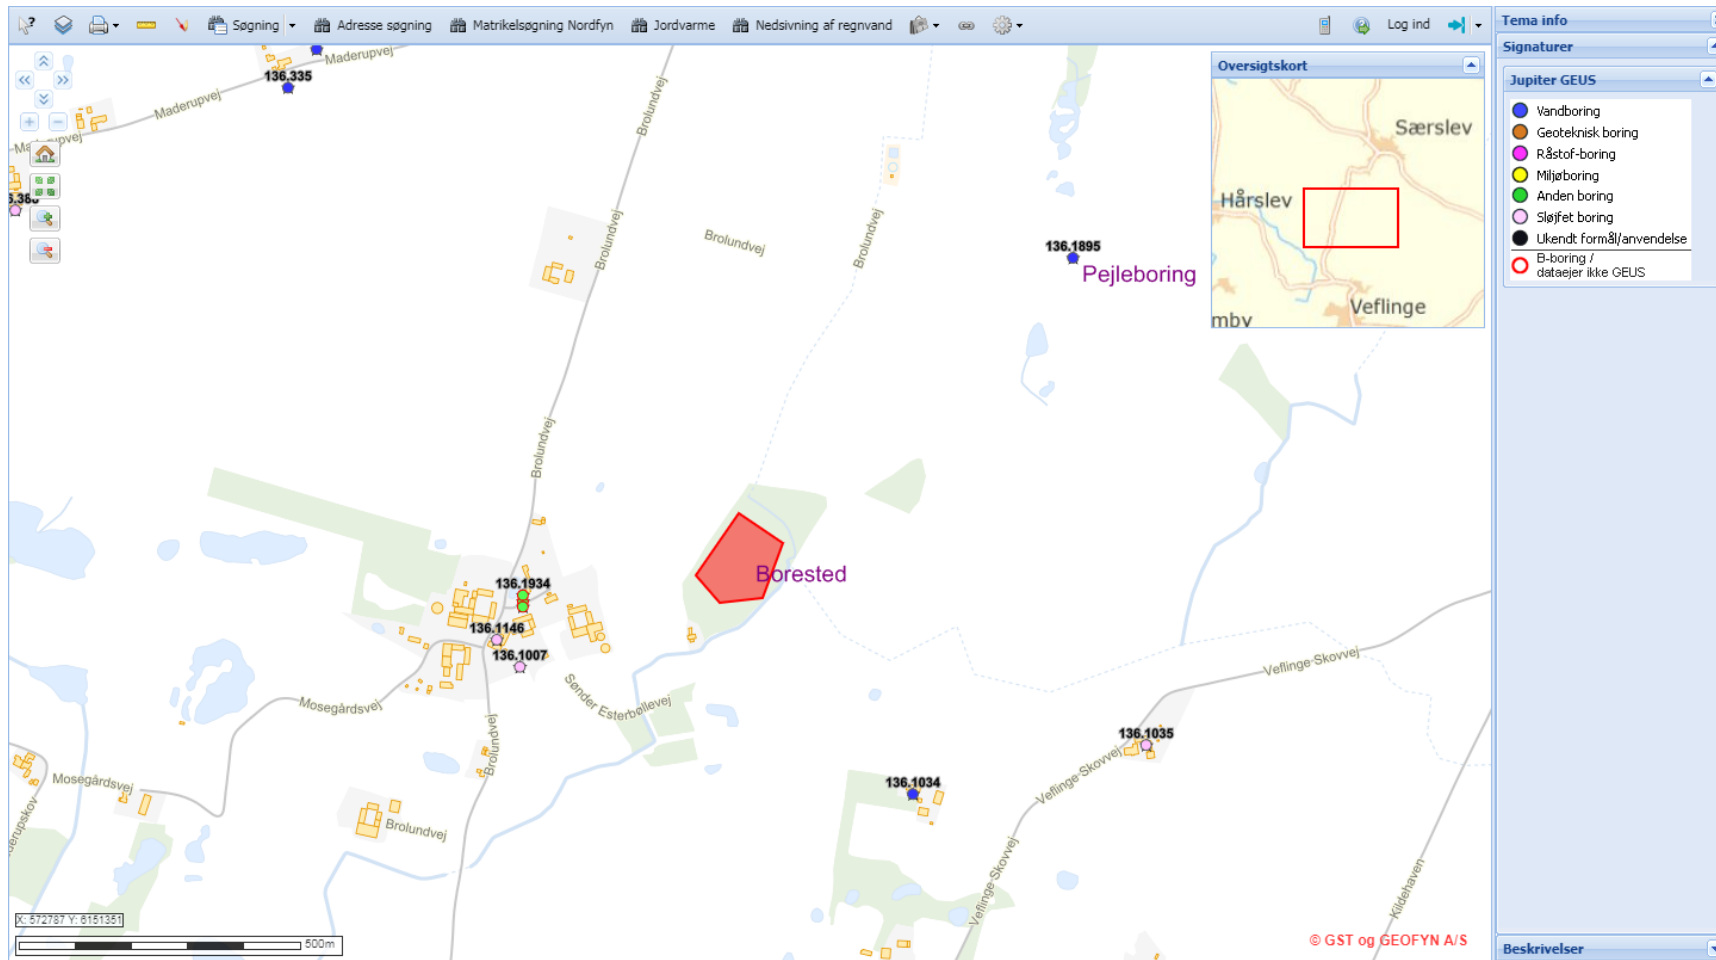 Søgning
Adresse søgning
Matrikelsøgning Nordfyn
Jordvarme
Nedsivning af regnvand
Log ind
Tema info
Signaturer
Jupiter GEUS
Vandboring
Geoteknisk boring
Råstof-boring
Miljøboring
Anden boring
Sløjfet boring
Ukendt formål/anvendelse
B-boring /
dataejer ikke GEUS
Beskrivelser
Oversigtskort
Særslev
Hårslev
Veflinge
mby
Maderupvej
136.335
Maderupvej
Brolundvej
Brolundvej
Brolundvej
Brolundvej
136.1895
Pejleboring
Brolundvej
Borested
136.1934
136.1146
136.1007
Sønder Esterbøllevej
Mosegårdsvej
Brolundvej
Mosegårdsvej
Brolundvej
Veflinge-Skovvej
136.1035
Veflinge-Skovvej
136.1034
Veflinge-Skovvej
Kildehaven
derupskov
X: 572787 Y: 6151351
500m
© GST og GEOFYN A/S